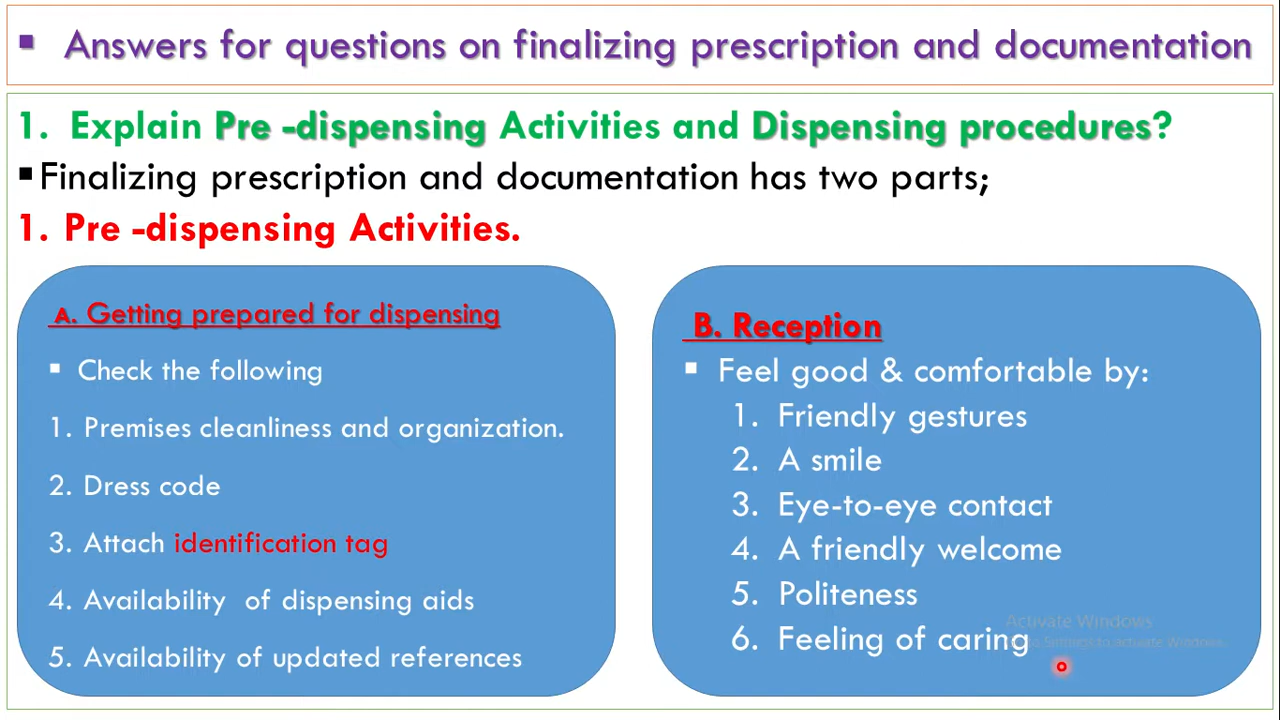 ▪ Answers for questions on finalizing prescription and documentation
1. Explain Pre -dispensing Activities and Dispensing procedures?
▪Finalizing prescription and documentation has two parts;
1. Pre -dispensing Activities.
A. Getting prepared for dispensing
▪ Check the following
1. Premises cleanliness and organization.
2. Dress code
3. Attach identification tag
4. Availability of dispensing aids
5. Availability of updated references
B. Reception
▪ Feel good & comfortable by:
1. Friendly gestures
2. A smile
3. Eye-to-eye contact
4. A friendly welcome
5. Politeness
6. Feeling of caring
Activate Windows
Settings to activate Windows.